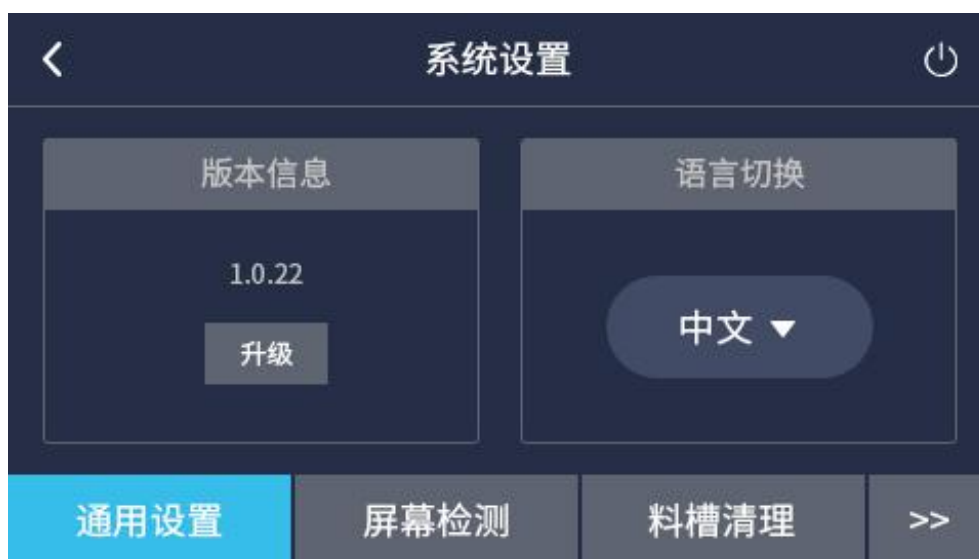 系统设置
版本信息
语言切换
1.0.22
中文
升级
通用设置
屏幕检测
料槽清理
>>